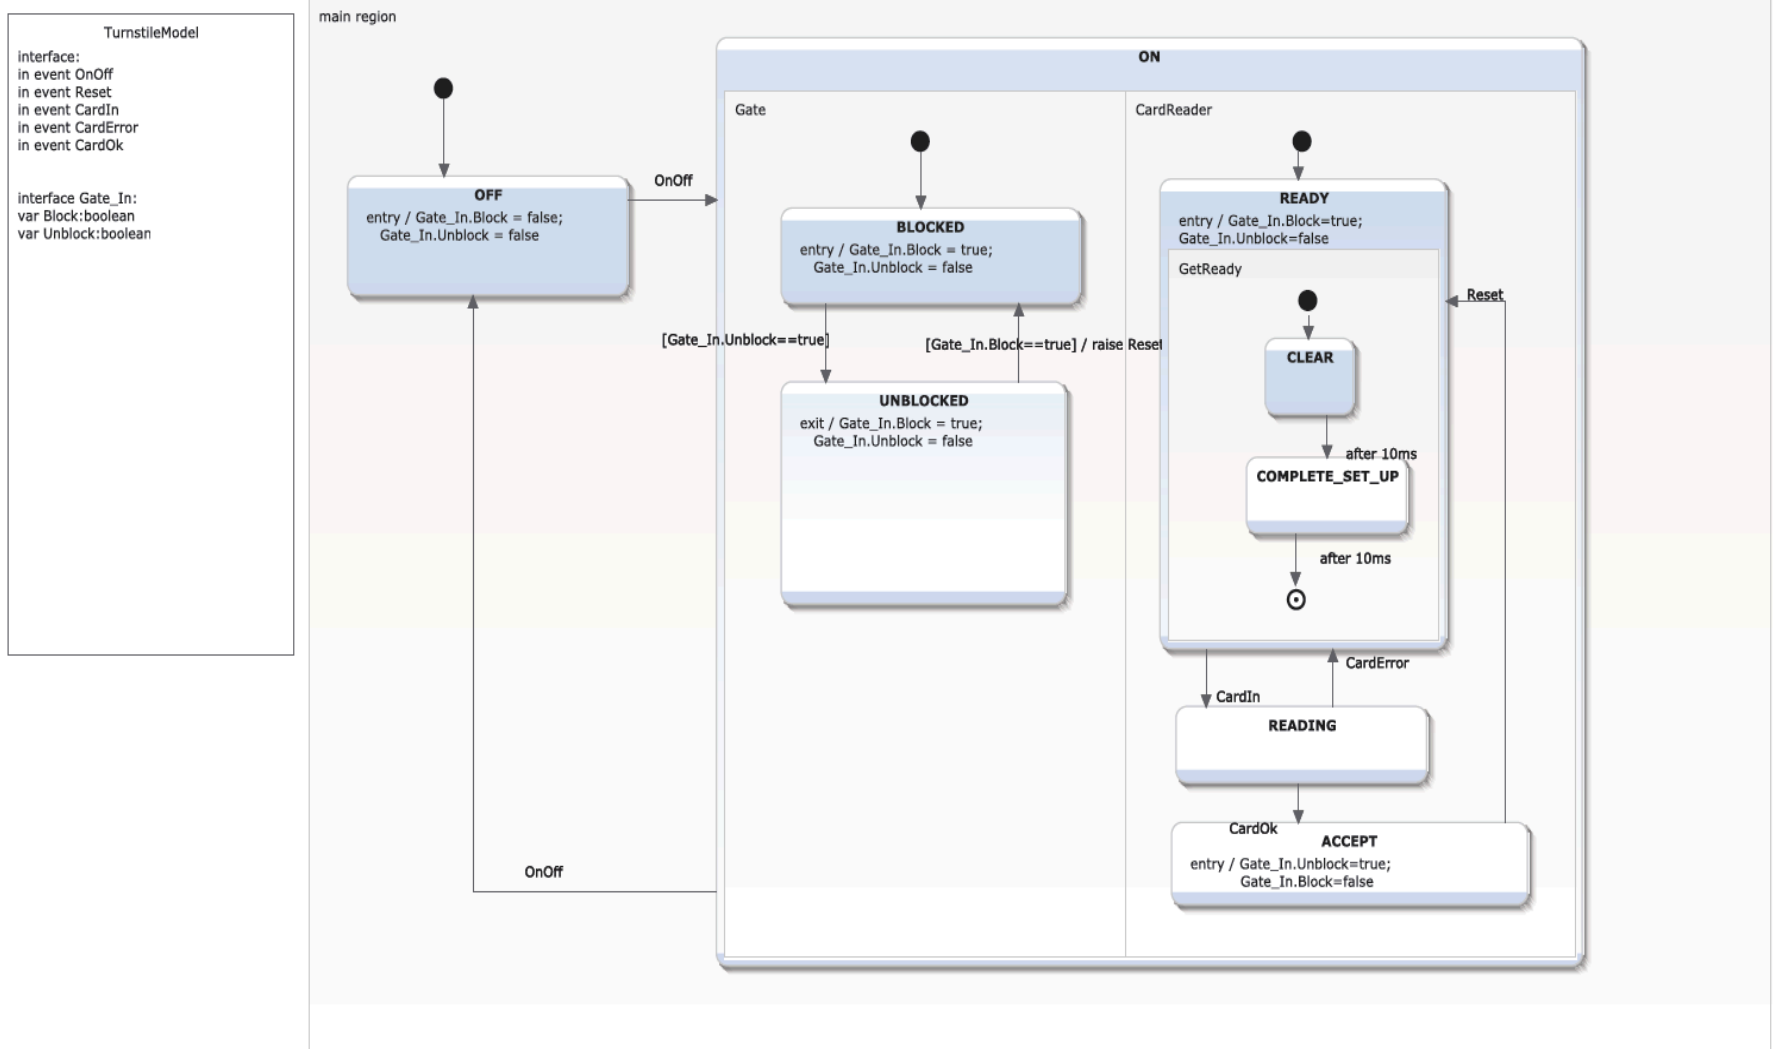 TurnstileModel
interface:
in event OnOff
in event Reset
in event CardIn
in event CardError
in event CardOk
interface Gate_In:
var Block:boolean
var Unblock:boolean
main region
OFF
entry / Gate_In.Block = false;
Gate_In.Unblock = false
OnOff
OnOff
ON
Gate
BLOCKED
entry / Gate_In.Block = true;
Gate_In.Unblock = false
[Gate_In.Unblock==true]
[Gate_In.Block==true] / raise Reset
UNBLOCKED
exit / Gate_In.Block = true;
Gate_In.Unblock = false
CardReader
READY
entry / Gate_In.Block=true;
Gate_In.Unblock=false
GetReady
CLEAR
after 10ms
COMPLETE_SET_UP
after 10ms
Reset
CardError
CardIn
READING
CardOk
ACCEPT
entry / Gate_In.Unblock=true;
Gate_In.Block=false